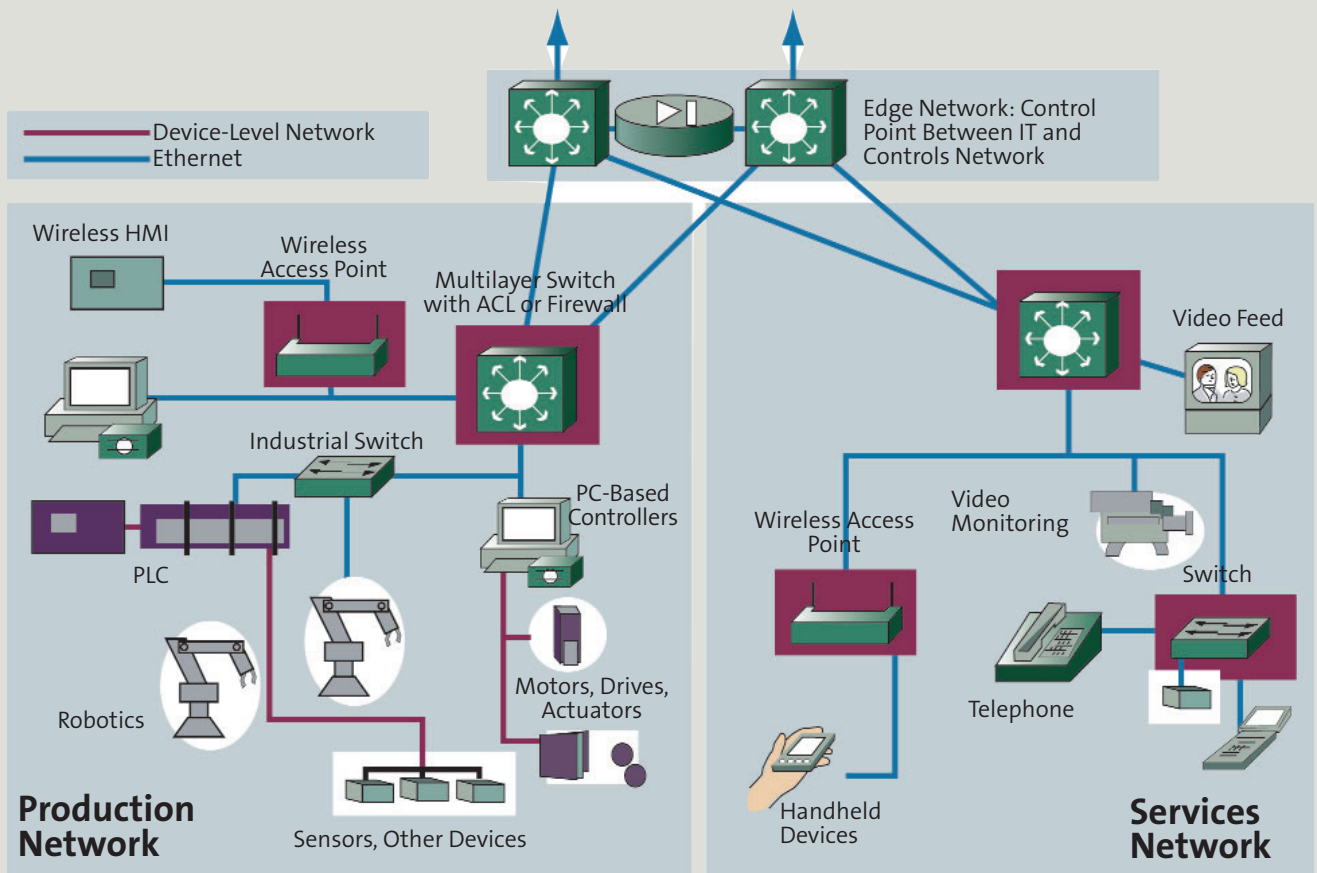 Device-Level Network
Ethernet
Edge Network: Control
Point Between IT and
Controls Network
Wireless HMI
Wireless
Access Point
Multilayer Switch
with ACL or Firewall
Industrial Switch
PC-Based
Controllers
PLC
Robotics
Motors, Drives,
Actuators
Sensors, Other Devices
Production
Network
Video Feed
Video
Monitoring
Wireless Access
Point
Switch
Telephone
Handheld
Devices
Services
Network